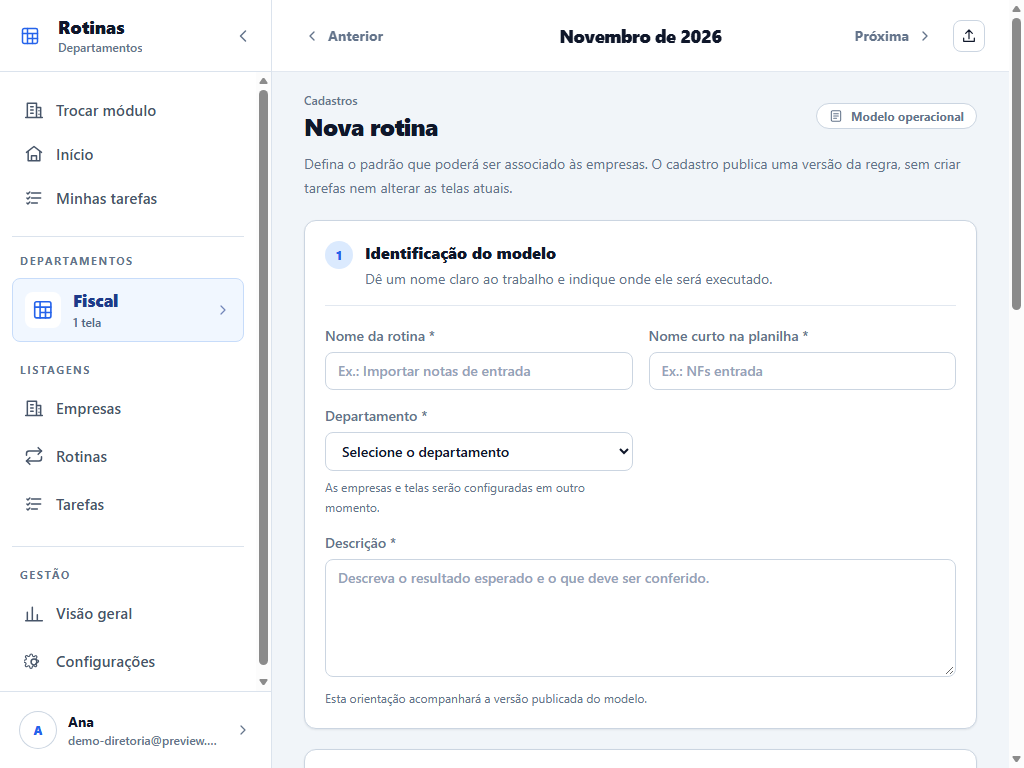 Rotinas
Departamentos
Trocar módulo
Início
Minhas tarefas
DEPARTAMENTOS
Fiscal
1 tela
LISTAGENS
Empresas
Rotinas
Tarefas
GESTÃO
Visão geral
Configurações
A
Ana
demo-diretoria@preview....
Anterior
Novembro de 2026
Próxima
Cadastros
Nova rotina
Modelo operacional
Defina o padrão que poderá ser associado às empresas. O cadastro publica uma versão da regra, sem criar
tarefas nem alterar as telas atuais.
1
Identificação do modelo
Dê um nome claro ao trabalho e indique onde ele será executado.
Nome da rotina *
Nome curto na planilha *
Ex.: Importar notas de entrada
Ex.: NFs entrada
Departamento *
Selecione o departamento
As empresas e telas serão configuradas em outro
momento.
Descrição *
Descreva o resultado esperado e o que deve ser conferido.
Esta orientação acompanhará a versão publicada do modelo.